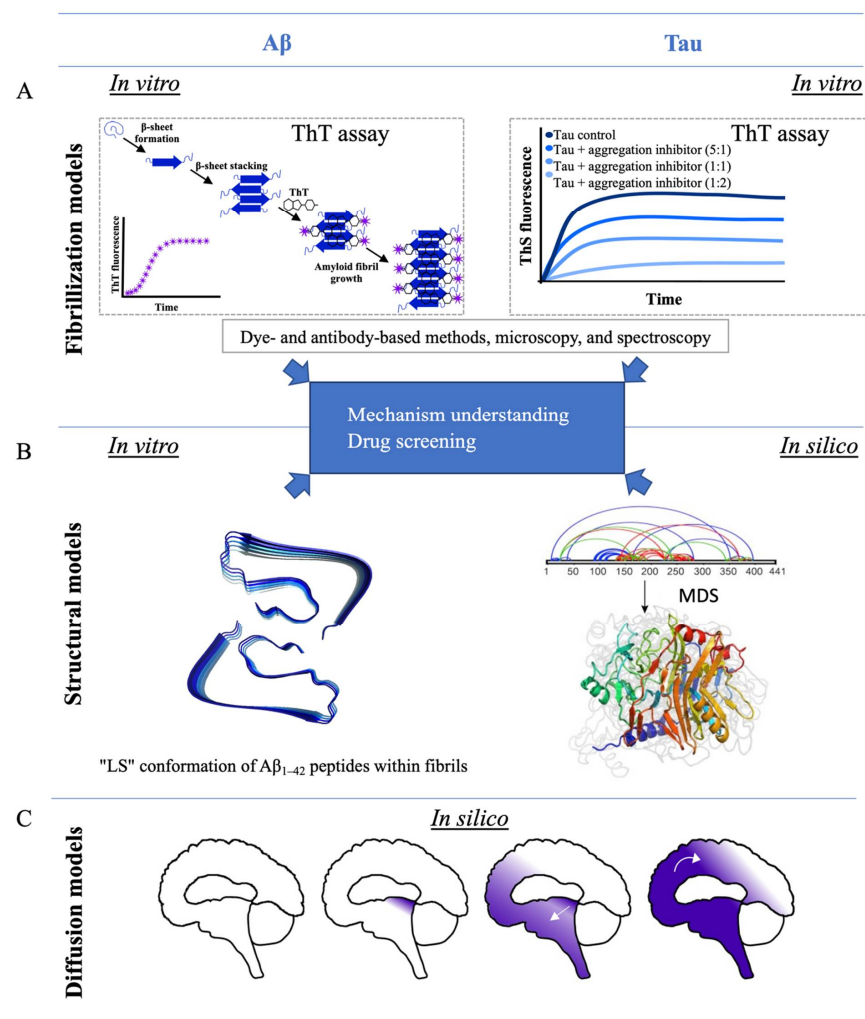 Aβ
Tau
A
In vitro
In vitro
Fibrillization models
ThT assay
β-sheet
formation
β-sheet stacking
ThT
Amyloid fibril
growth
ThT fluorescence
Time
ThT assay
Tau control
Tau + aggregation inhibitor (5:1)
Tau + aggregation inhibitor (1:1)
Tau + aggregation inhibitor (1:2)
ThS fluorescence
Time
Dye- and antibody-based methods, microscopy, and spectroscopy
Mechanism understanding
Drug screening
B
In vitro
In silico
Structural models
1 50 100 150 200 250 300 350 400 441
MDS
"LS" conformation of Aβ1–42 peptides within fibrils
C
In silico
Diffusion models